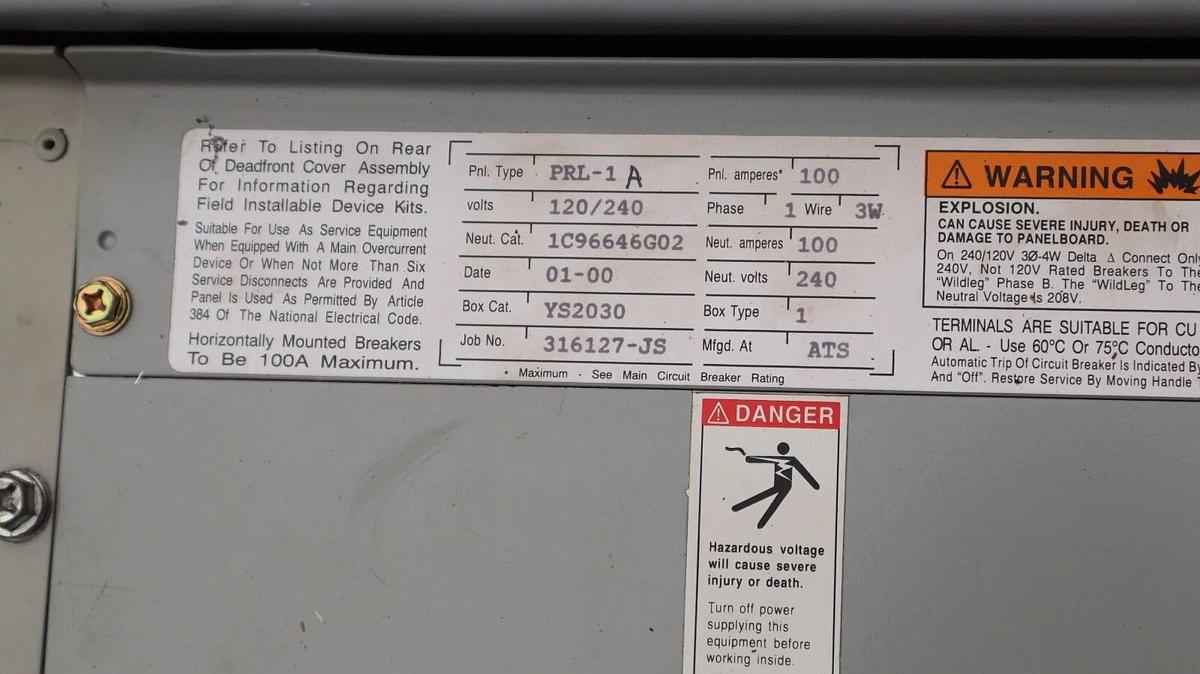 Refer To Listing On Rear
Of Deadfront Cover Assembly
For Information Regarding
Field Installable Device Kits.
Suitable For Use As Service Equipment
When Equipped With A Main Overcurrent
Device Or When Not More Than Six
Service Disconnects Are Provided And
Panel Is Used As Permitted By Article
384 Of The National Electrical Code.
Horizontally Mounted Breakers
To Be 100A Maximum.
Pnl. Type PRL-1 A Pnl. amperes* 100
volts 120/240 Phase 1 Wire 3W
Neut. Cat. 1C96646G02 Neut. amperes 100
Date 01-00 Neut. volts 240
Box Cat. YS2030 Box Type 1
Job No. 316127-JS Mfgd. At ATS
* Maximum - See Main Circuit Breaker Rating
⚠ WARNING
EXPLOSION.
CAN CAUSE SEVERE INJURY, DEATH OR
DAMAGE TO PANELBOARD.
On 240/120V 3Ø-4W Delta Δ Connect Only
240V, Not 120V Rated Breakers To The
"Wildleg" Phase B. The "WildLeg" To The
Neutral Voltage Is 208V.
TERMINALS ARE SUITABLE FOR CU
OR AL - Use 60°C Or 75°C Conducto
Automatic Trip Of Circuit Breaker Is Indicated By
And "Off". Restore Service By Moving Handle
⚠ DANGER
Hazardous voltage
will cause severe
injury or death.
Turn off power
supplying this
equipment before
working inside.